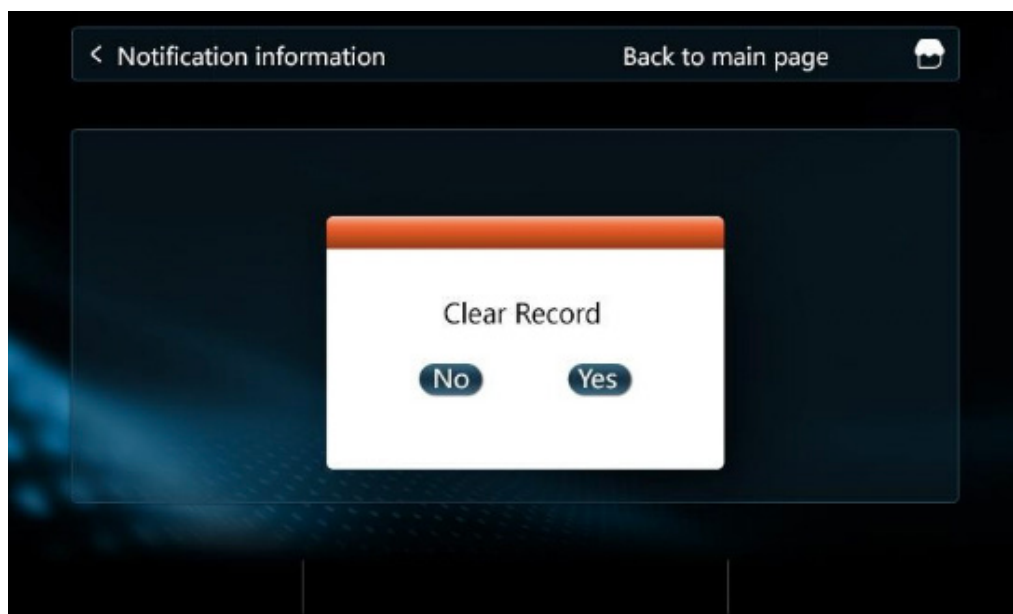 < Notification information Back to main page
Clear Record
No Yes